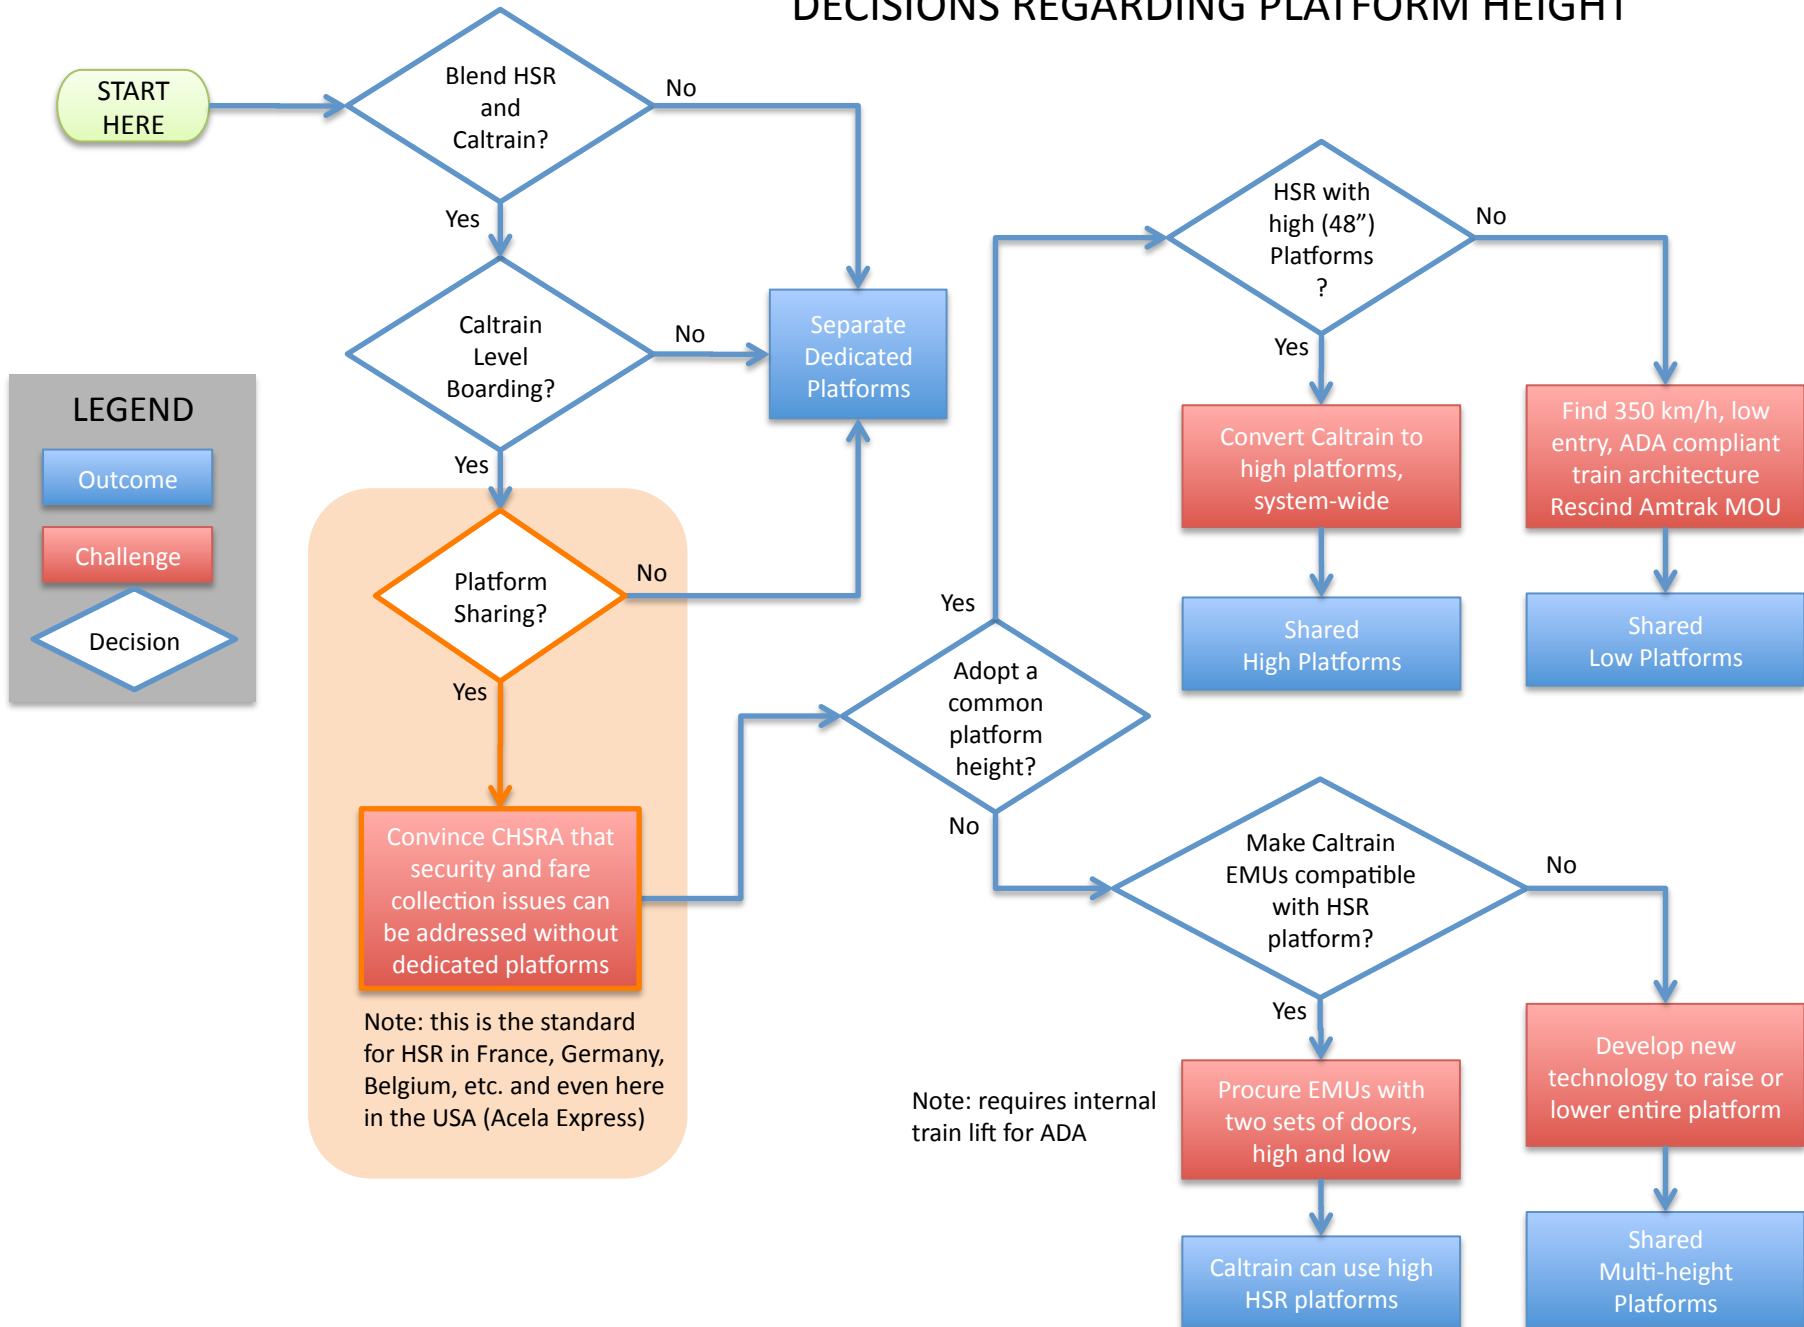 DECISIONS REGARDING PLATFORM HEIGHT
START
HERE
Blend HSR
and
Caltrain?
No
Yes
Caltrain
Level
Boarding?
No
Yes
Separate
Dedicated
Platforms
LEGEND
Outcome
Challenge
Decision
Platform
Sharing?
No
Yes
Convince CHSRA that
security and fare
collection issues can
be addressed without
dedicated platforms
Note: this is the standard
for HSR in France, Germany,
Belgium, etc. and even here
in the USA (Acela Express)
Adopt a
common
platform
height?
Yes
No
HSR with
high (48”)
Platforms
?
No
Yes
Convert Caltrain to
high platforms,
system-wide
Shared
High Platforms
Find 350 km/h, low
entry, ADA compliant
train architecture
Rescind Amtrak MOU
Shared
Low Platforms
Make Caltrain
EMUs compatible
with HSR
platform?
No
Yes
Note: requires internal
train lift for ADA
Procure EMUs with
two sets of doors,
high and low
Caltrain can use high
HSR platforms
Develop new
technology to raise or
lower entire platform
Shared
Multi-height
Platforms